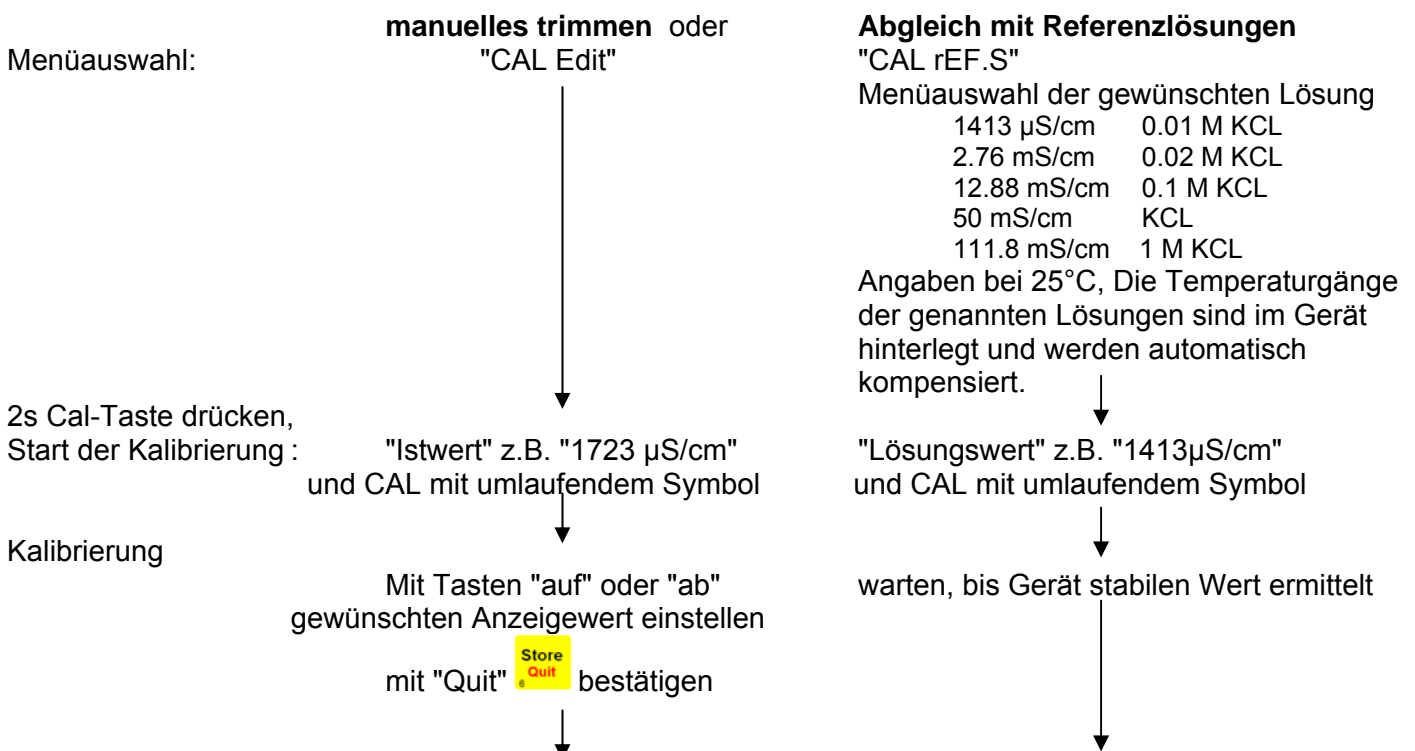 manuelles trimmen oder
Abgleich mit Referenzlösungen
Menüauswahl:
"CAL Edit"
"CAL rEF.S"
Menüauswahl der gewünschten Lösung
1413 µS/cm 0.01 M KCL
2.76 mS/cm 0.02 M KCL
12.88 mS/cm 0.1 M KCL
50 mS/cm KCL
111.8 mS/cm 1 M KCL
Angaben bei 25°C, Die Temperaturgänge
der genannten Lösungen sind im Gerät
hinterlegt und werden automatisch
kompensiert.
2s Cal-Taste drücken,
Start der Kalibrierung :
"Istwert" z.B. "1723 µS/cm"
und CAL mit umlaufendem Symbol
"Lösungswert" z.B. "1413µS/cm"
und CAL mit umlaufendem Symbol
Kalibrierung
Mit Tasten "auf" oder "ab"
gewünschten Anzeigewert einstellen
mit "Quit" Store Quit 6 bestätigen
warten, bis Gerät stabilen Wert ermittelt